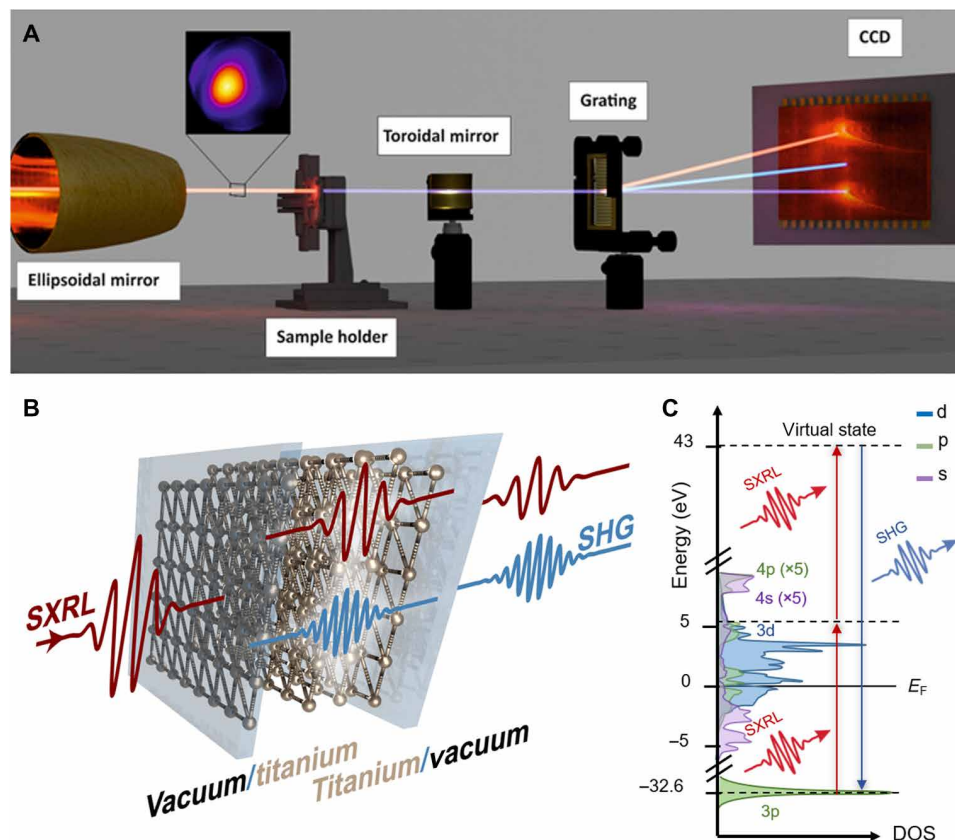 A
CCD
Grating
Toroidal mirror
Ellipsoidal mirror
Sample holder
B
SXRL
SHG
Vacuum/titanium
Titanium/vacuum
C
d
p
s
Virtual state
43
SXRL
SHG
Energy (eV)
4p (×5)
4s (×5)
5
3d
0
E_F
SXRL
−5
−32.6
3p
DOS